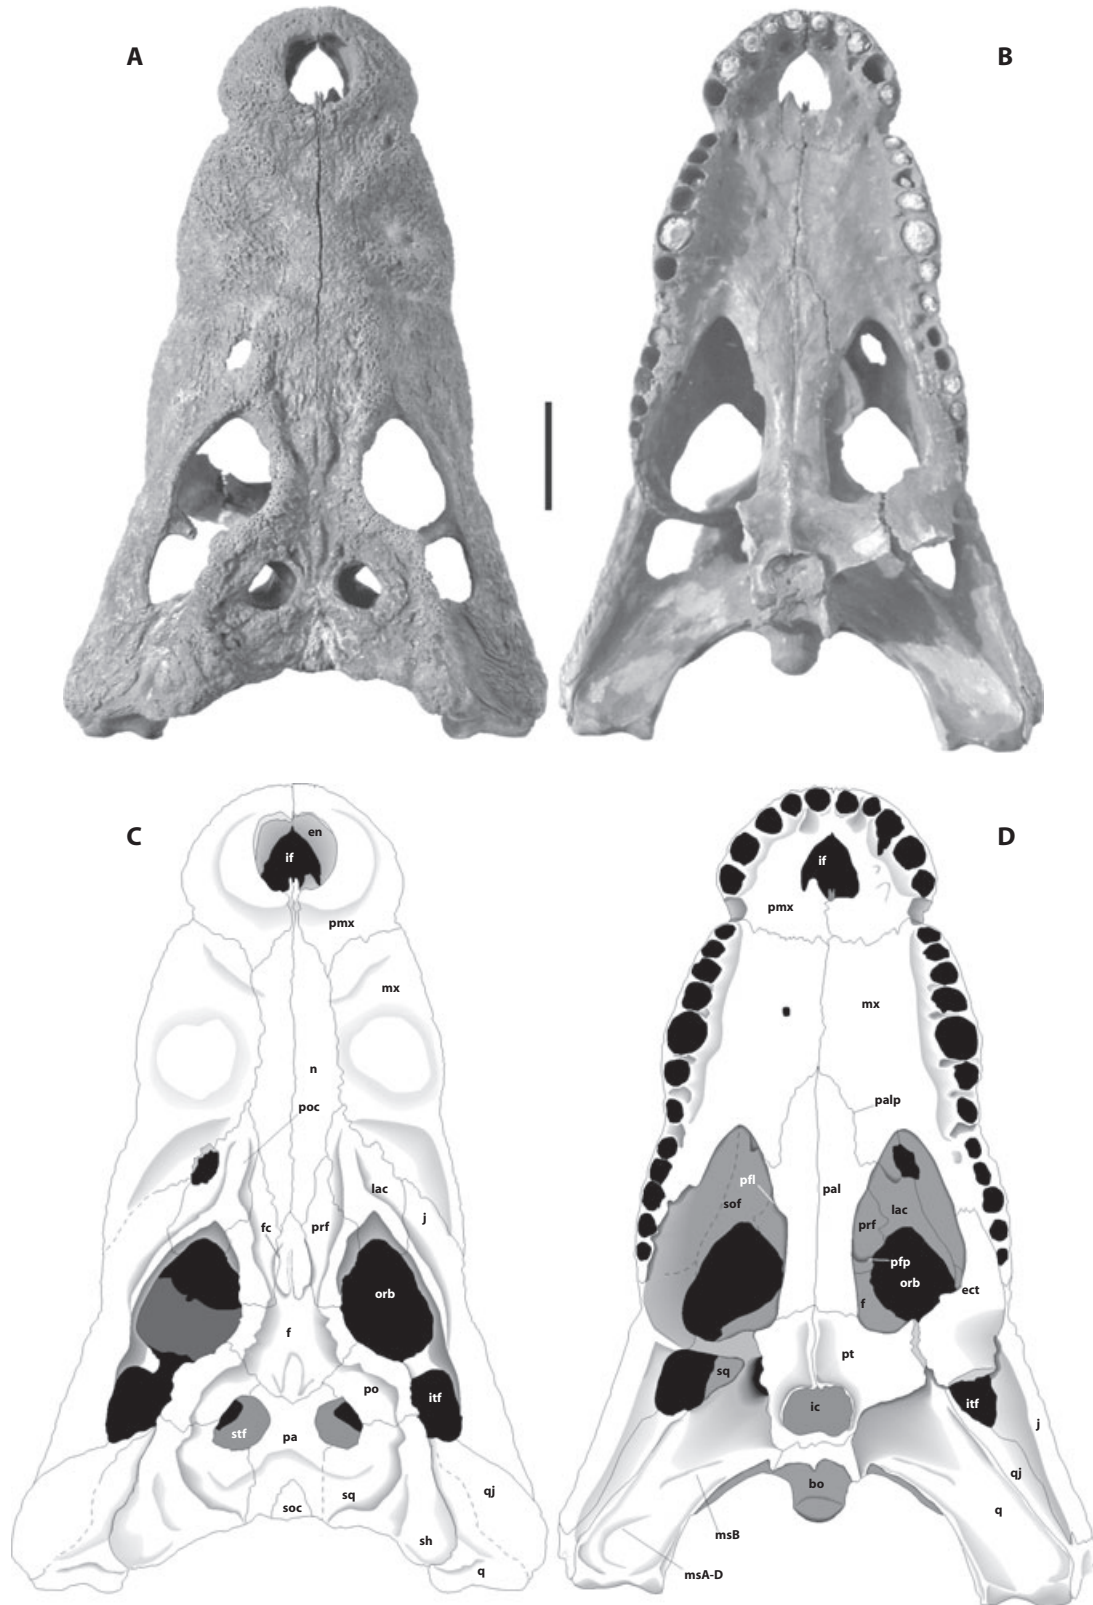 A
B
C
en
if
pmx
mx
n
poc
lac
j
fc
prf
orb
f
po
itf
stf
pa
qj
sq
soc
sh
q
D
if
pmx
mx
palp
pfl
pal
sof
lac
prf
pfp
orb
ect
f
pt
sq
itf
ic
j
qj
bo
q
msB
msA-D